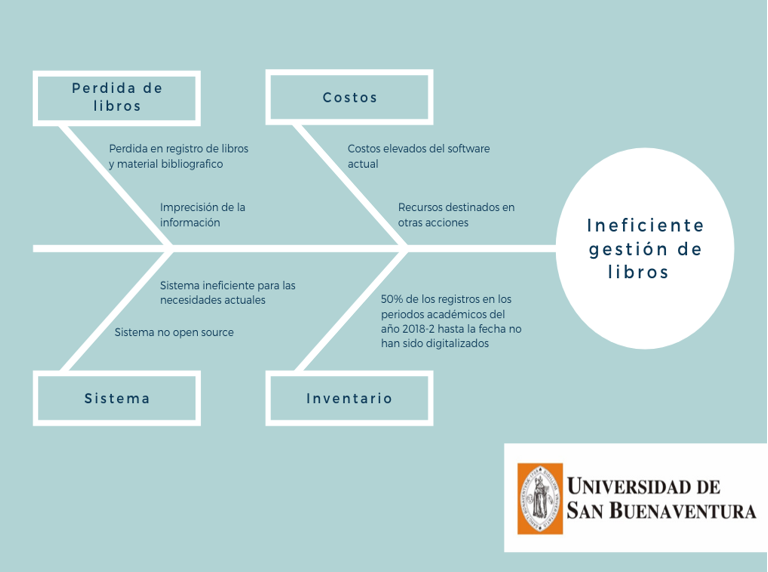 Perdida de
libros
Costos
Perdida en registro de libros
y material bibliografico
Costos elevados del software
actual
Imprecisión de la
información
Recursos destinados en
otras acciones
Ineficiente
gestión de
libros
Sistema ineficiente para las
necesidades actuales
Sistema no open source
50% de los registros en los
periodos académicos del
año 2018-2 hasta la fecha no
han sido digitalizados
Sistema
Inventario
UNIVERSIDAD DE
SAN BUENAVENTURA